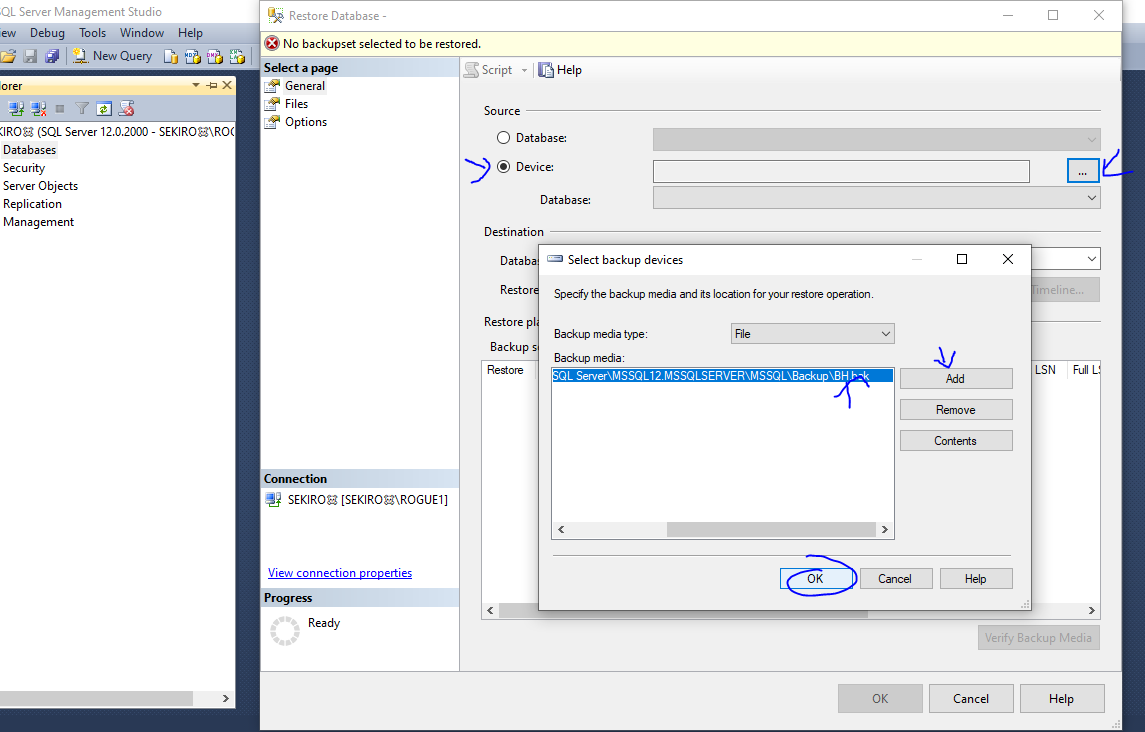 SQL Server Management Studio
Restore Database -
iew Debug Tools Window Help
No backupset selected to be restored.
New Query
Select a page
Script
Help
orer
General
Files
Options
Source
Database:
KIRO (SQL Server 12.0.2000 - SEKIRO\ROG
Databases
Device:
...
Security
Server Objects
Database:
Replication
Management
Destination
Databa
Select backup devices
Restore
Specify the backup media and its location for your restore operation.
Timeline...
Restore pla
Backup media type:
File
Backup se
Backup media:
Restore
LSN
Full LS
SQL Server\MSSQL12.MSSQLSERVER\MSSQL\Backup\BH.bak
Add
Remove
Contents
Connection
SEKIRO [SEKIRO\ROGUE1]
View connection properties
OK
Cancel
Help
Progress
Ready
Verify Backup Media
OK
Cancel
Help